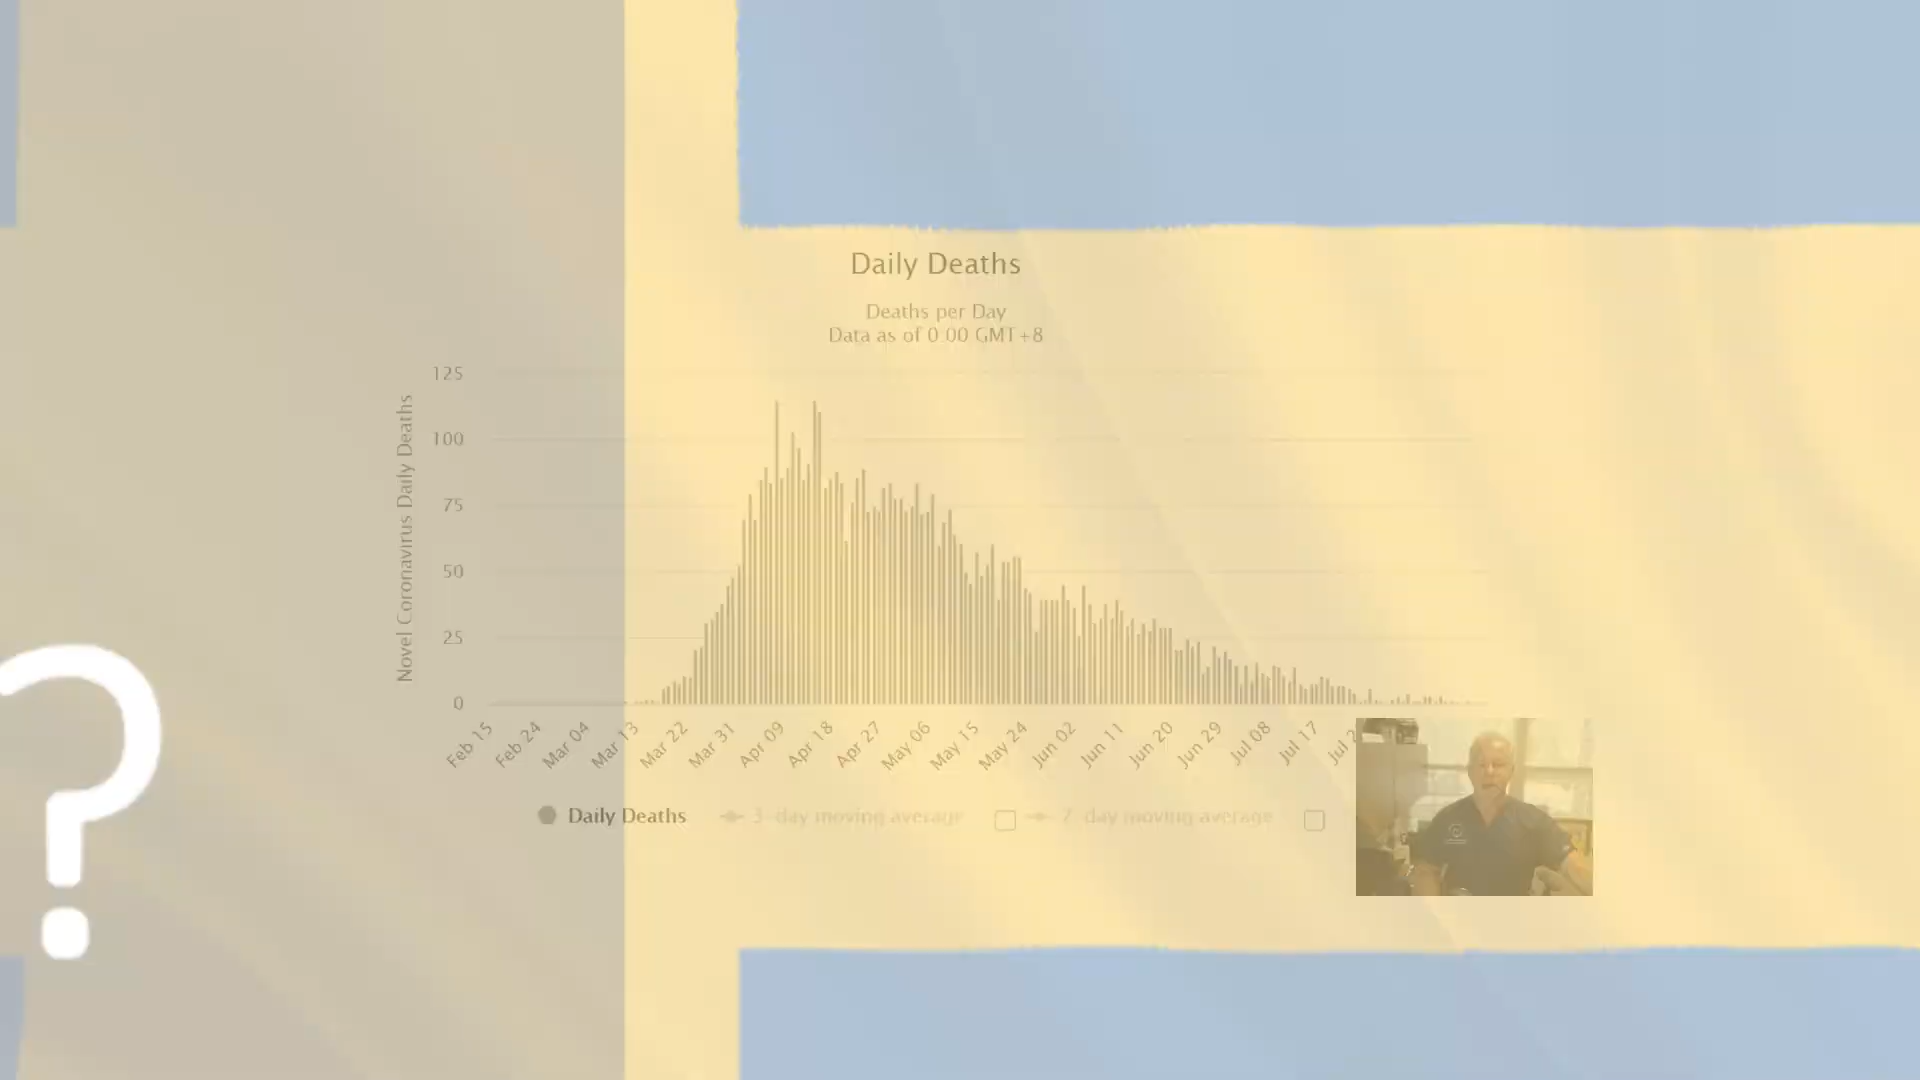 Daily Deaths
Deaths per Day
Data as of 0:00 GMT+8
Novel Coronavirus Daily Deaths
125
100
75
50
25
0
Feb 15
Feb 24
Mar 04
Mar 13
Mar 22
Mar 31
Apr 09
Apr 18
Apr 27
May 06
May 15
May 24
Jun 02
Jun 11
Jun 20
Jun 29
Jul 08
Jul 17
Jul 2
Daily Deaths
3-day moving average
7-day moving average
?